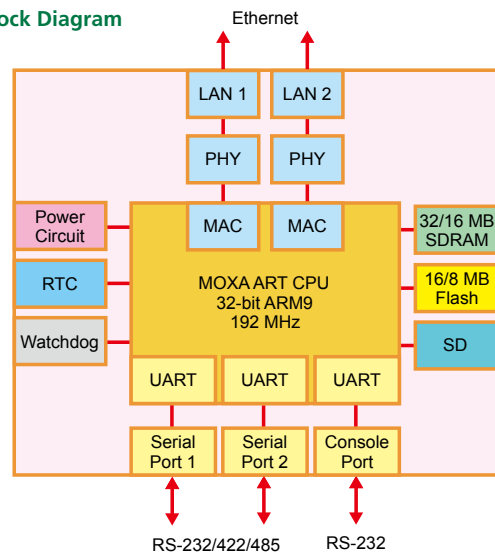 ock Diagram
Ethernet
LAN 1
LAN 2
PHY
PHY
MAC
MAC
Power
Circuit
RTC
Watchdog
MOXA ART CPU
32-bit ARM9
192 MHz
32/16 MB
SDRAM
16/8 MB
Flash
SD
UART
UART
UART
Serial
Port 1
Serial
Port 2
Console
Port
RS-232/422/485
RS-232